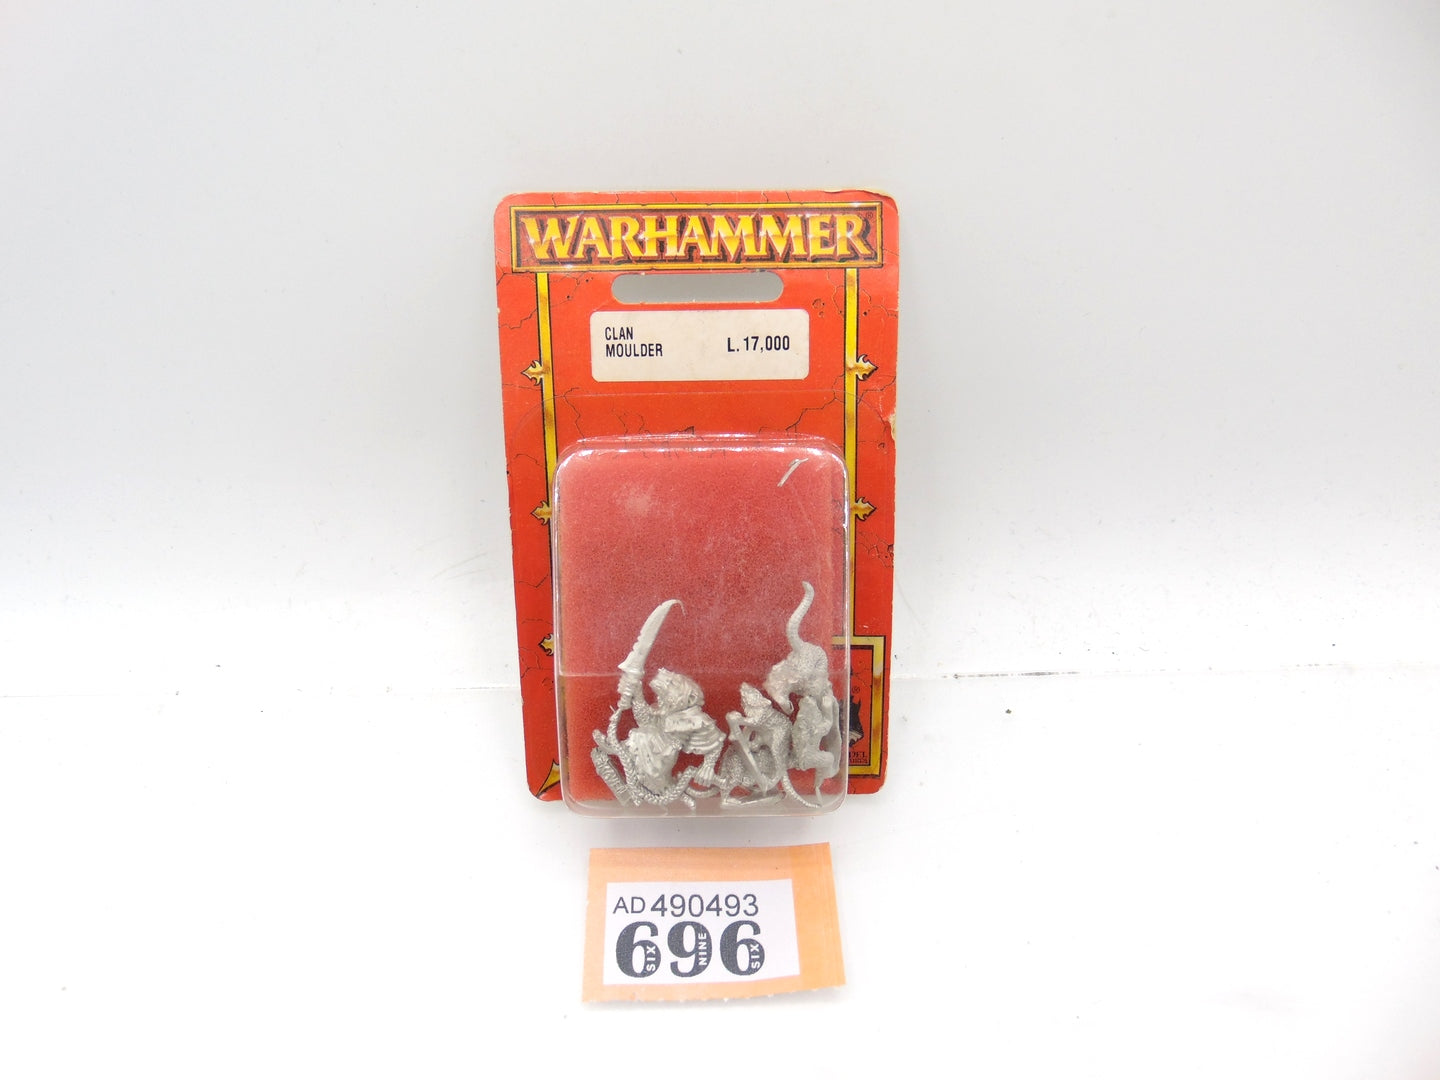 WARHAMMER®
CLAN
MOULDER
L. 17,000
®
AD 490493
696
SIX NINE SIX